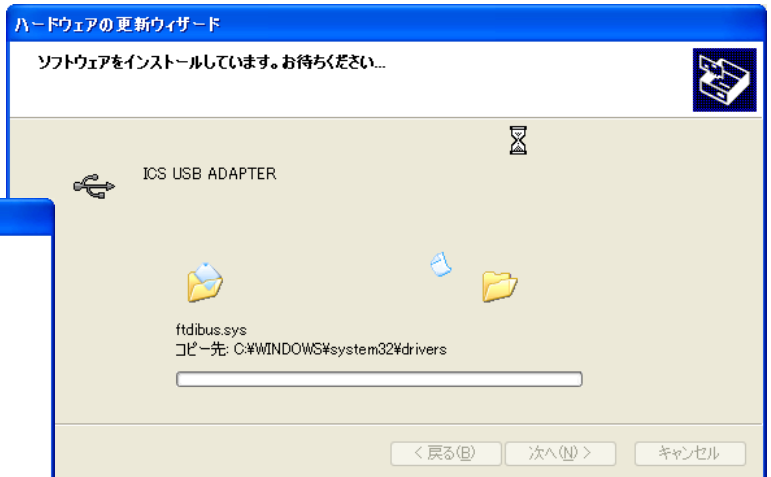 ハードウェアの更新ウィザード
ソフトウェアをインストールしています。お待ちください...
ICS USB ADAPTER
ftdibus.sys
コピー先: C:¥WINDOWS¥system32¥drivers
< 戻る(B) 次へ(N) > キャンセル